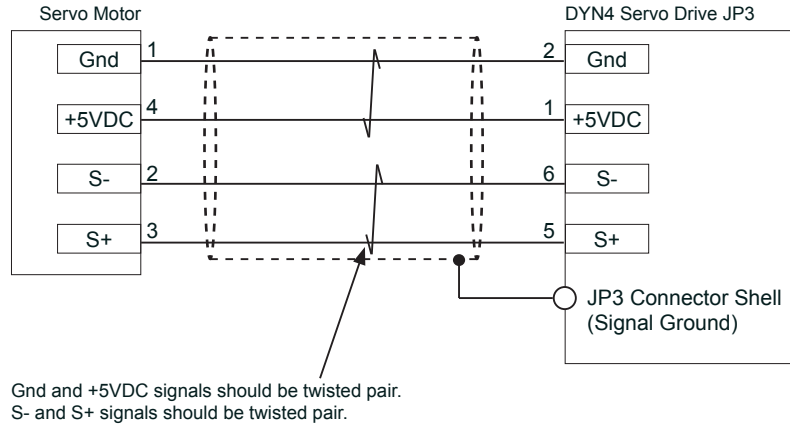 Servo Motor
DYN4 Servo Drive JP3
Gnd 1 2 Gnd
+5VDC 4 1 +5VDC
S- 2 6 S-
S+ 3 5 S+
JP3 Connector Shell
(Signal Ground)
Gnd and +5VDC signals should be twisted pair.
S- and S+ signals should be twisted pair.